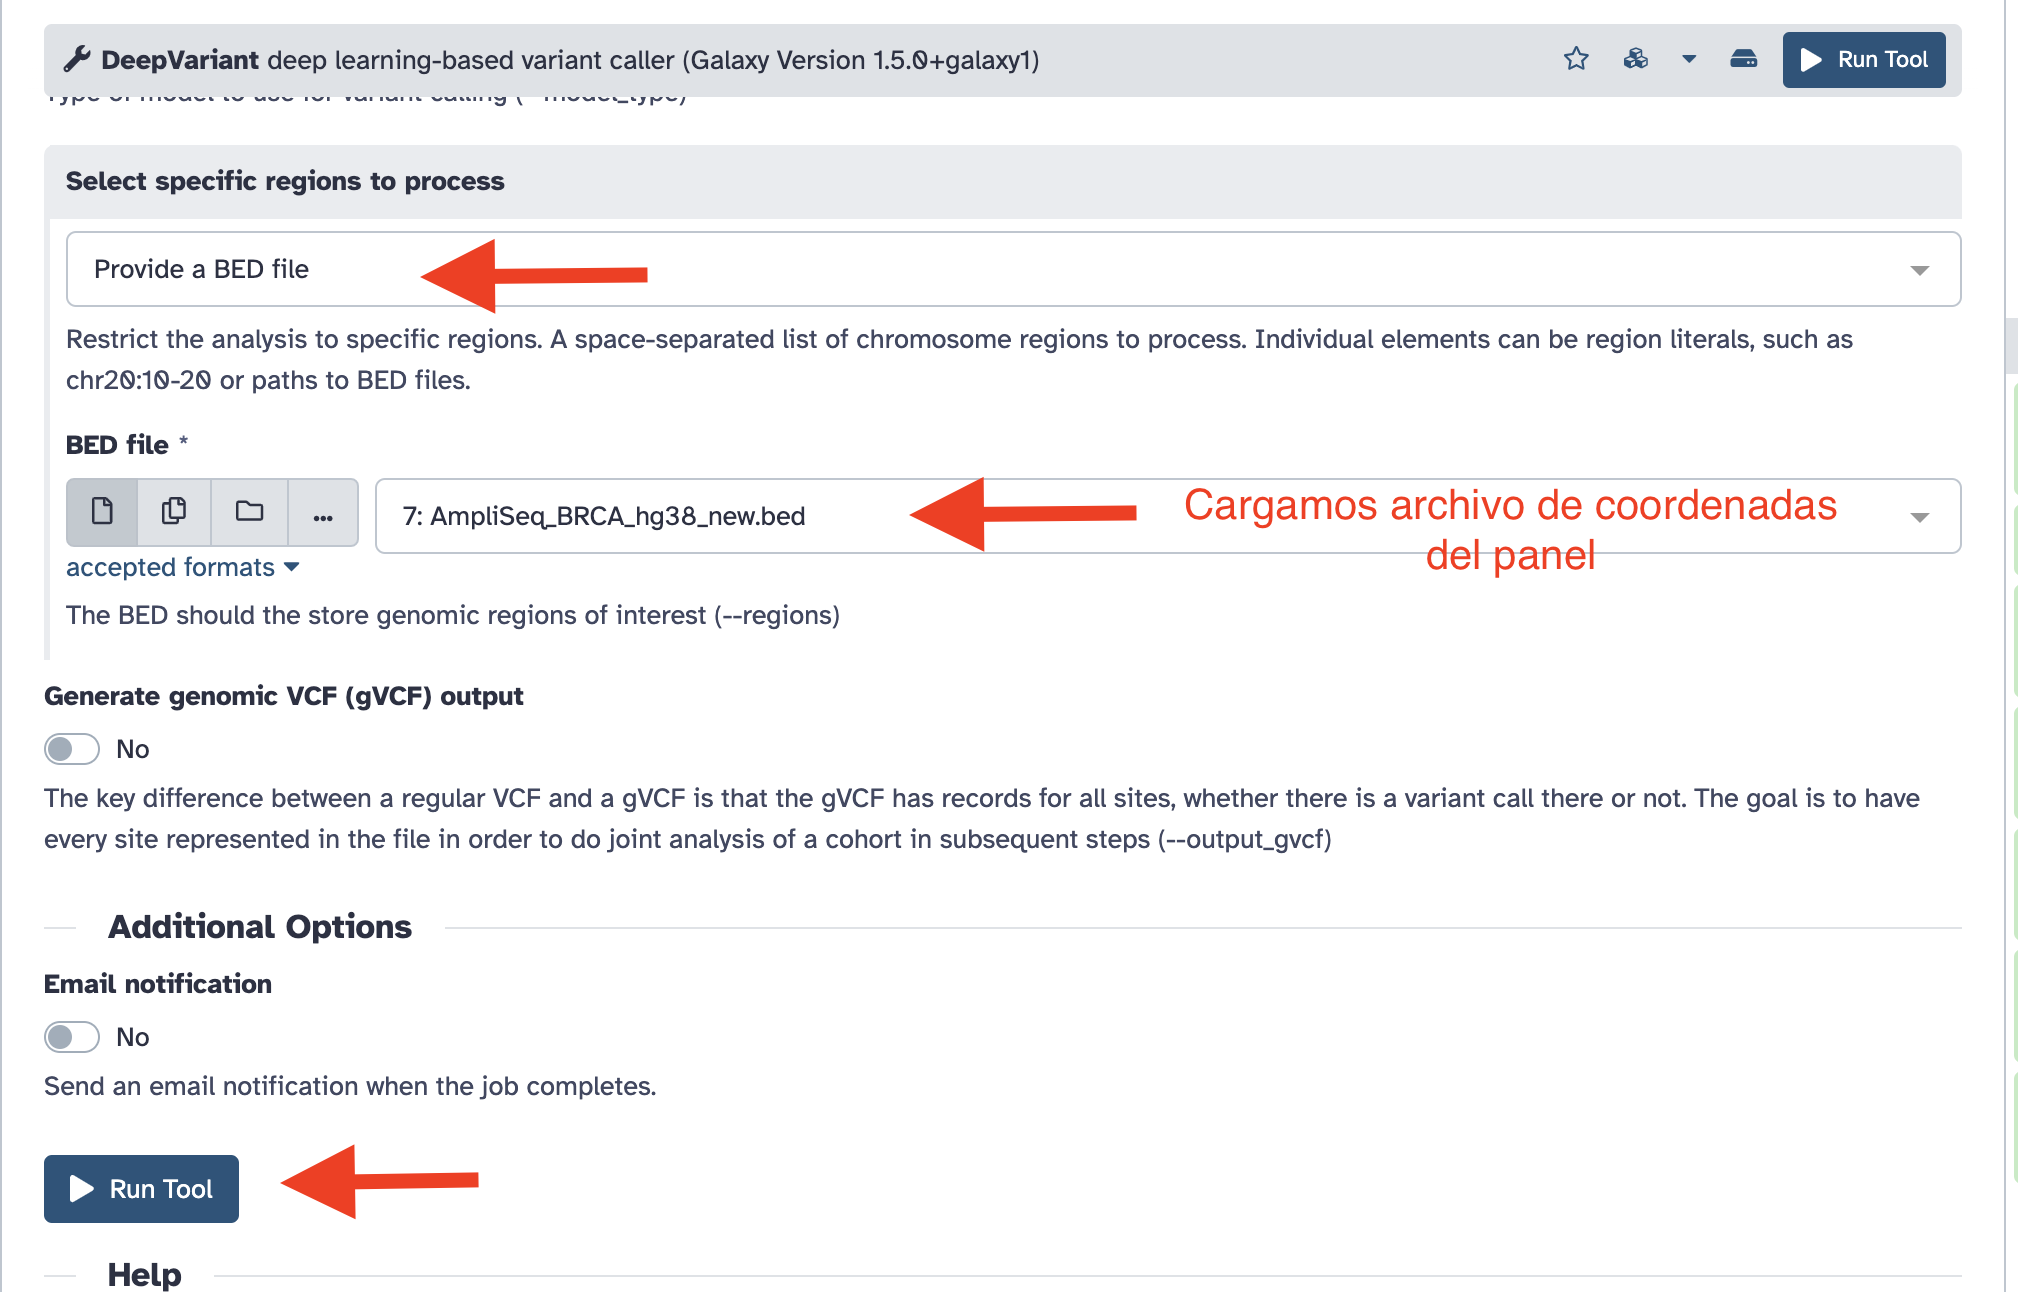 DeepVariant deep learning-based variant caller (Galaxy Version 1.5.0+galaxy1)
Run Tool
Type of model to use for variant calling (--model_type)
Select specific regions to process
Provide a BED file
Restrict the analysis to specific regions. A space-separated list of chromosome regions to process. Individual elements can be region literals, such as
chr20:10-20 or paths to BED files.
BED file *
...
7: AmpliSeq_BRCA_hg38_new.bed
Cargamos archivo de coordenadas
del panel
accepted formats
The BED should the store genomic regions of interest (--regions)
Generate genomic VCF (gVCF) output
No
The key difference between a regular VCF and a gVCF is that the gVCF has records for all sites, whether there is a variant call there or not. The goal is to have
every site represented in the file in order to do joint analysis of a cohort in subsequent steps (--output_gvcf)
Additional Options
Email notification
No
Send an email notification when the job completes.
Run Tool
Help